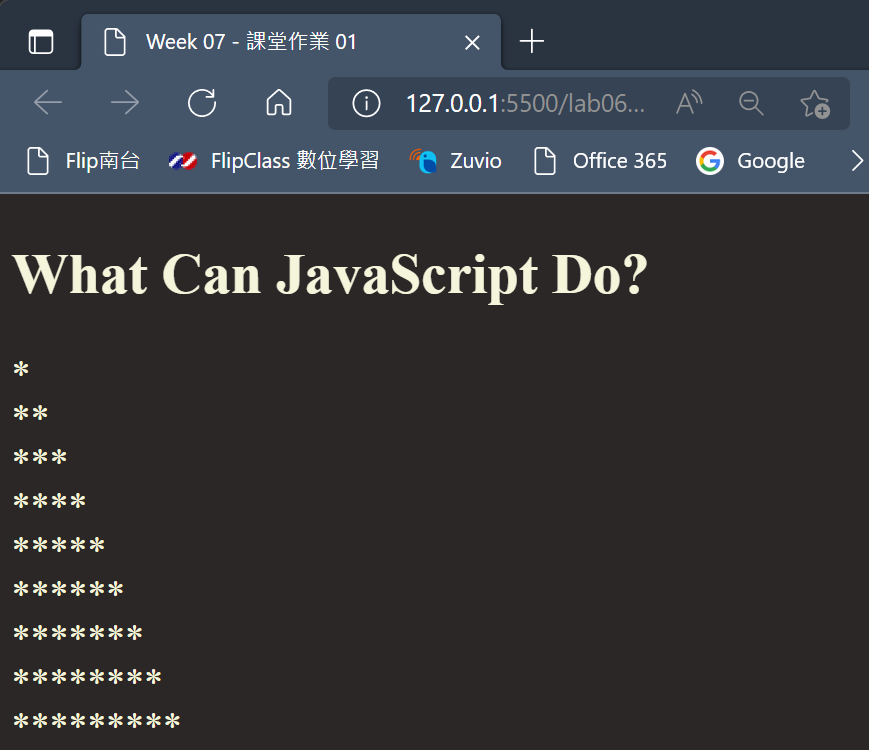 Week 07 - 課堂作業 01
127.0.0.1:5500/lab06...
Flip南台 FlipClass 數位學習 Zuvio Office 365 Google
What Can JavaScript Do?
*
**
***
****
*****
******
*******
********
*********